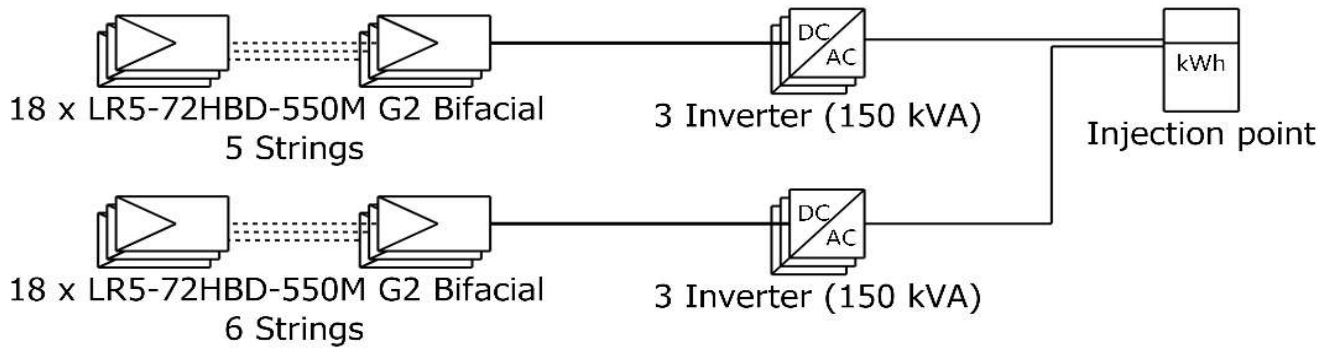 DC
AC
kWh
18 x LR5-72HBD-550M G2 Bifacial
5 Strings
3 Inverter (150 kVA)
Injection point
DC
AC
18 x LR5-72HBD-550M G2 Bifacial
6 Strings
3 Inverter (150 kVA)